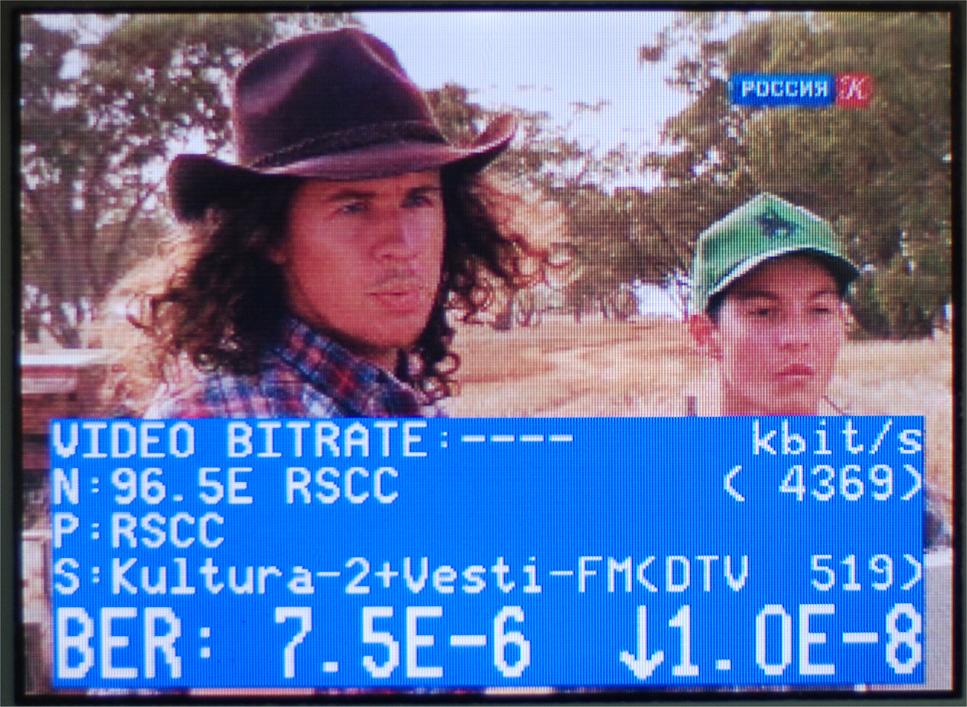 РОССИЯ К
VIDEO BITRATE:---- kbit/s
N:96.5E RSCC ( 4369)
P:RSCC
S:Kultura-2+Vesti-FM(DTV 519)
BER: 7.5E-6 ↓1.0E-8